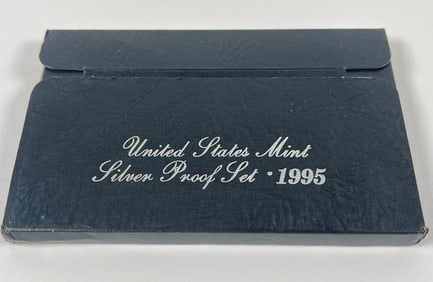 United States Mint
Silver Proof Set • 1995